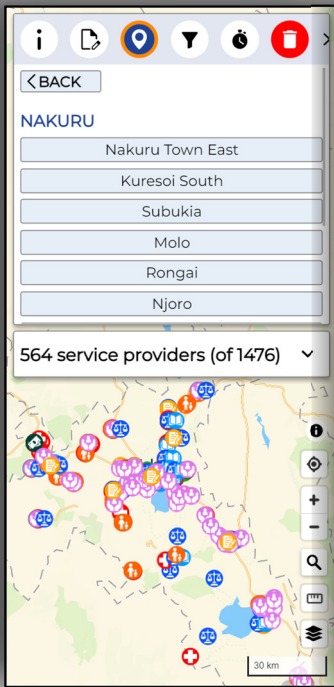 BACK
NAKURU
Nakuru Town East
Kuresoi South
Subukia
Molo
Rongai
Njoro
564 service providers (of 1476)
30 km